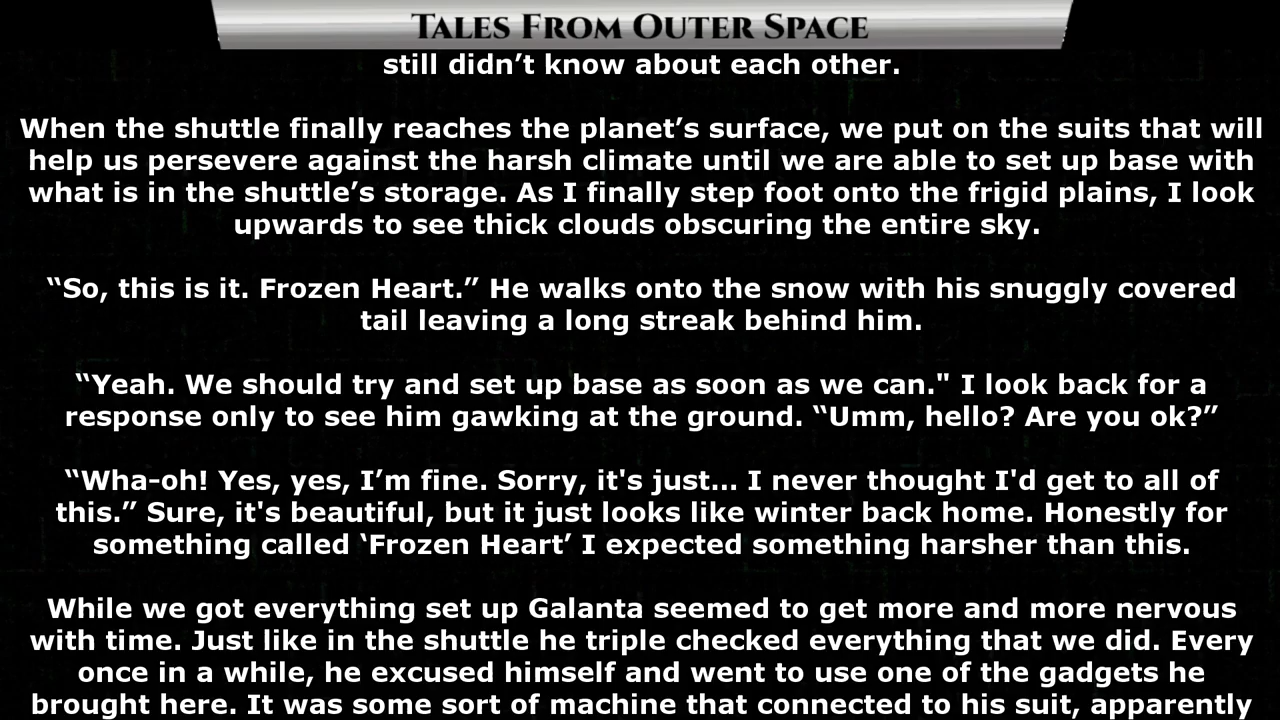 Tales From Outer Space
still didn’t know about each other.
When the shuttle finally reaches the planet’s surface, we put on the suits that will
help us persevere against the harsh climate until we are able to set up base with
what is in the shuttle’s storage. As I finally step foot onto the frigid plains, I look
upwards to see thick clouds obscuring the entire sky.
“So, this is it. Frozen Heart.” He walks onto the snow with his snuggly covered
tail leaving a long streak behind him.
“Yeah. We should try and set up base as soon as we can." I look back for a
response only to see him gawking at the ground. “Umm, hello? Are you ok?”
“Wha-oh! Yes, yes, I’m fine. Sorry, it's just... I never thought I'd get to all of
this.” Sure, it's beautiful, but it just looks like winter back home. Honestly for
something called ‘Frozen Heart’ I expected something harsher than this.
While we got everything set up Galanta seemed to get more and more nervous
with time. Just like in the shuttle he triple checked everything that we did. Every
once in a while, he excused himself and went to use one of the gadgets he
brought here. It was some sort of machine that connected to his suit, apparently